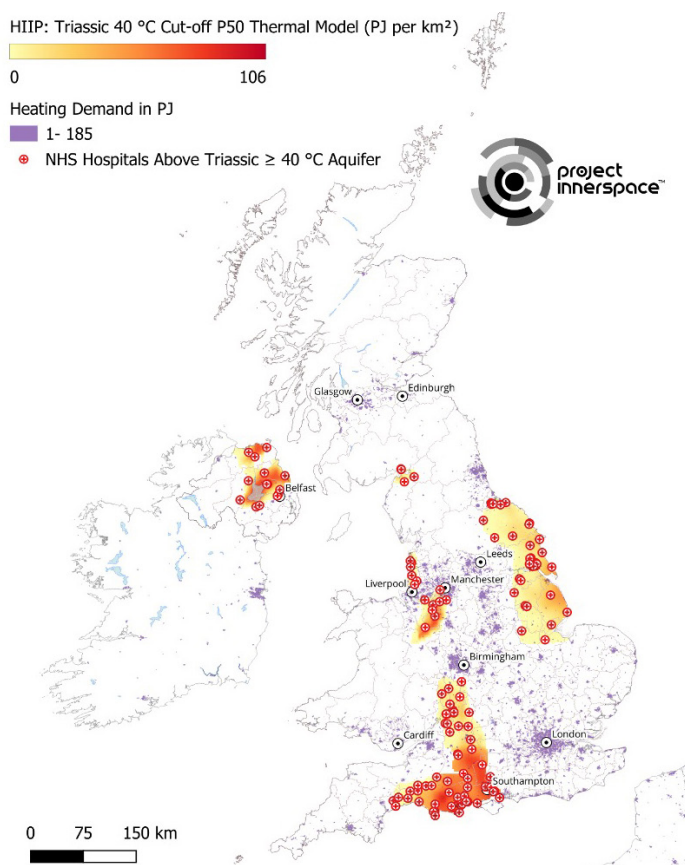 HIIP: Triassic 40 °C Cut-off P50 Thermal Model (PJ per km²)
0 106
Heating Demand in PJ
1- 185
NHS Hospitals Above Triassic ≥ 40 °C Aquifer
project
innerspace™
Glasgow
Edinburgh
Belfast
Leeds
Liverpool
Manchester
Birmingham
Cardiff
London
Southampton
0 75 150 km